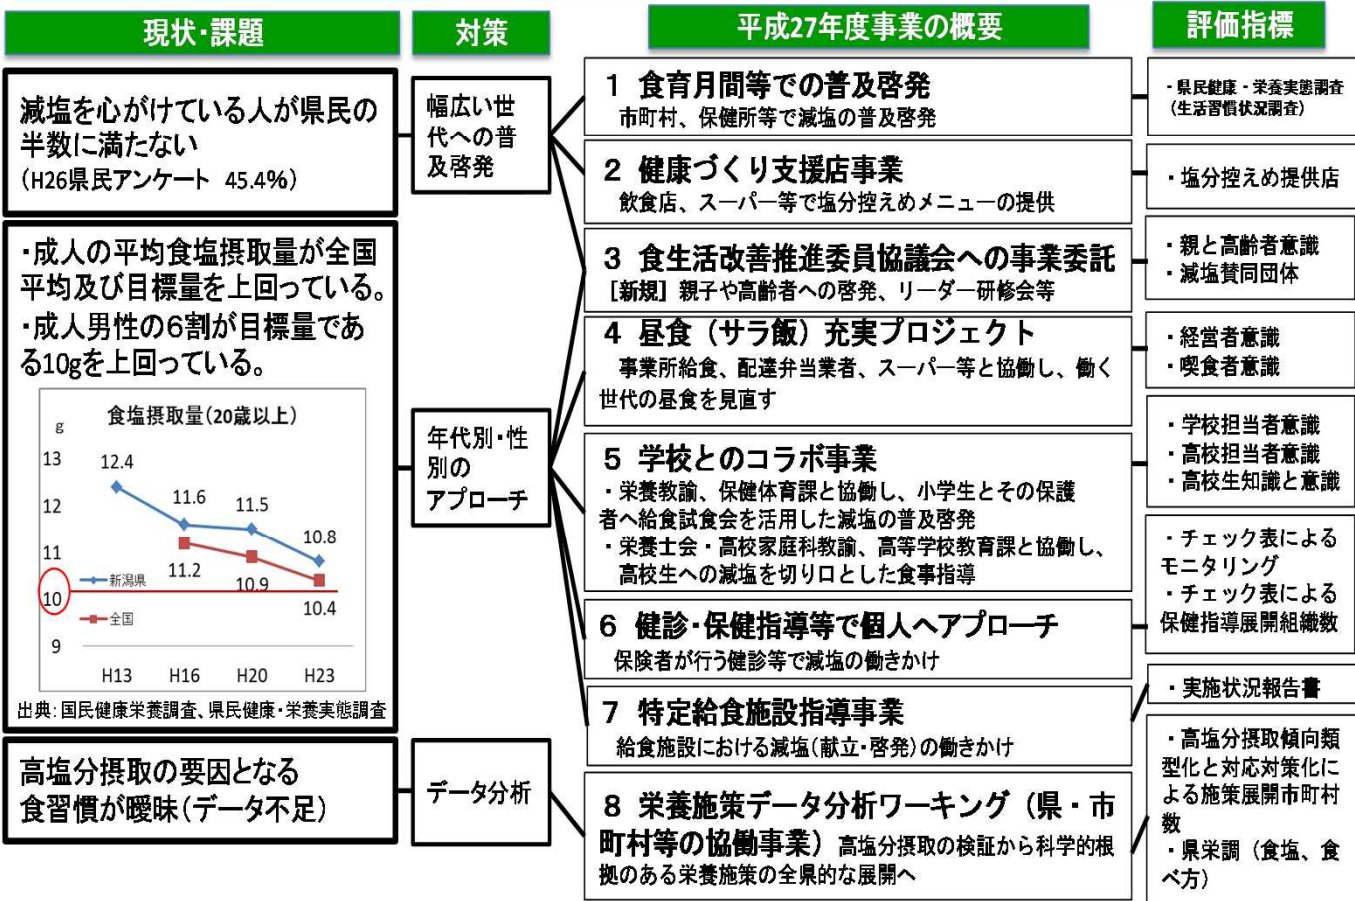 現状・課題
対策
平成27年度事業の概要
評価指標
減塩を心がけている人が県民の
半数に満たない
（H26県民アンケート 45.4%）
・成人の平均食塩摂取量が全国
平均及び目標量を上回っている。
・成人男性の６割が目標量であ
る10gを上回っている。
食塩摂取量（20歳以上）
g
13
12
11
10
9
12.4
11.6
11.5
10.8
11.2
10.9
10.4
新潟県
全国
H13 H16 H20 H23
出典：国民健康栄養調査、県民健康・栄養実態調査
高塩分摂取の要因となる
食習慣が曖昧（データ不足）
幅広い世
代への普
及啓発
年代別・性
別の
アプローチ
データ分析
１ 食育月間等での普及啓発
市町村、保健所等で減塩の普及啓発
２ 健康づくり支援店事業
飲食店、スーパー等で塩分控えめメニューの提供
３ 食生活改善推進委員協議会への事業委託
［新規］親子や高齢者への啓発、リーダー研修会等
４ 昼食（サラ飯）充実プロジェクト
事業所給食、配達弁当業者、スーパー等と協働し、働く
世代の昼食を見直す
５ 学校とのコラボ事業
・栄養教諭、保健体育課と協働し、小学生とその保護
者へ給食試食会を活用した減塩の普及啓発
・栄養士会・高校家庭科教諭、高等学校教育課と協働し、
高校生への減塩を切り口とした食事指導
６ 健診・保健指導等で個人へアプローチ
保険者が行う健診等で減塩の働きかけ
７ 特定給食施設指導事業
給食施設における減塩（献立・啓発）の働きかけ
８ 栄養施策データ分析ワーキング（県・市
町村等の協働事業）高塩分摂取の検証から科学的根
拠のある栄養施策の全県的な展開へ
・県民健康・栄養実態調査
（生活習慣状況調査）
・塩分控えめ提供店
・親と高齢者意識
・減塩賛同団体
・経営者意識
・喫食者意識
・学校担当者意識
・高校担当者意識
・高校生知識と意識
・チェック表による
モニタリング
・チェック表による
保健指導展開組織数
・実施状況報告書
・高塩分摂取傾向類
型化と対応対策化に
よる施策展開市町村
数
・県栄調（食塩、食
べ方）